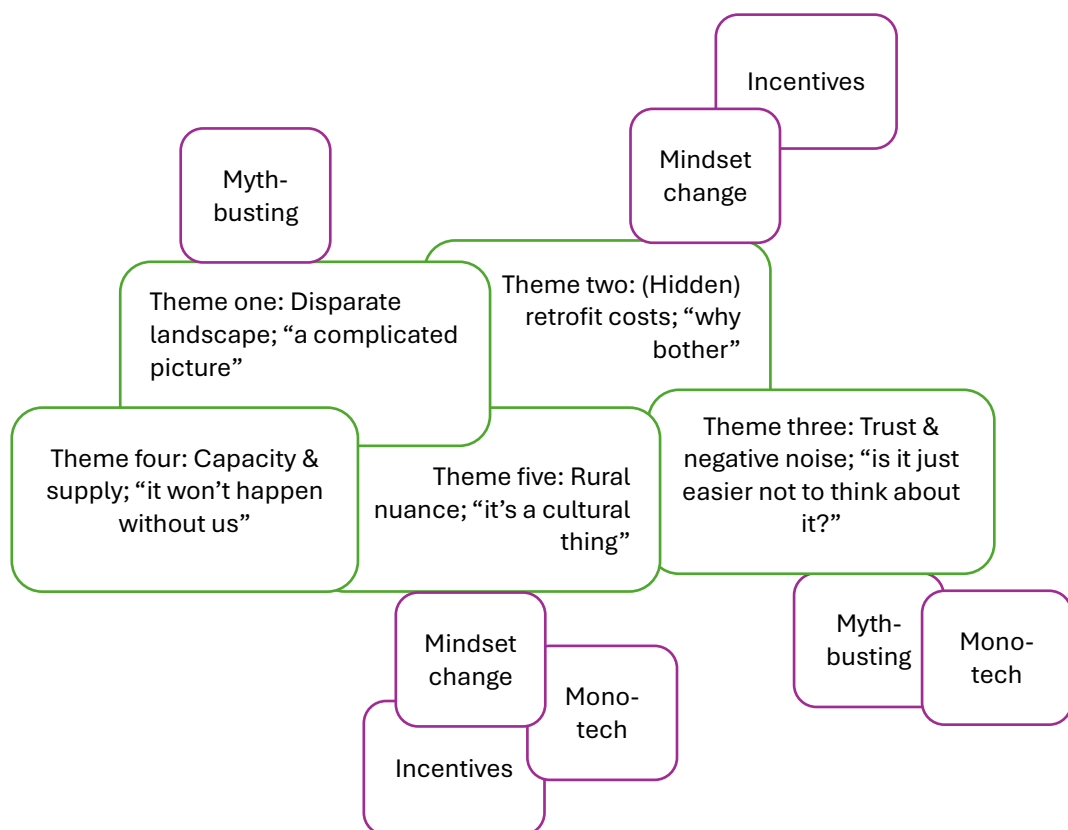 Incentives
Mindset
change
Myth-
busting
Theme one: Disparate
landscape; “a complicated
picture”
Theme two: (Hidden)
retrofit costs; “why
bother”
Theme three: Trust &
negative noise; “is it just
easier not to think about
it?”
Theme four: Capacity &
supply; “it won’t happen
without us”
Theme five: Rural
nuance; “it’s a cultural
thing”
Mindset
change
Mono-
tech
Incentives
Myth-
busting
Mono-
tech